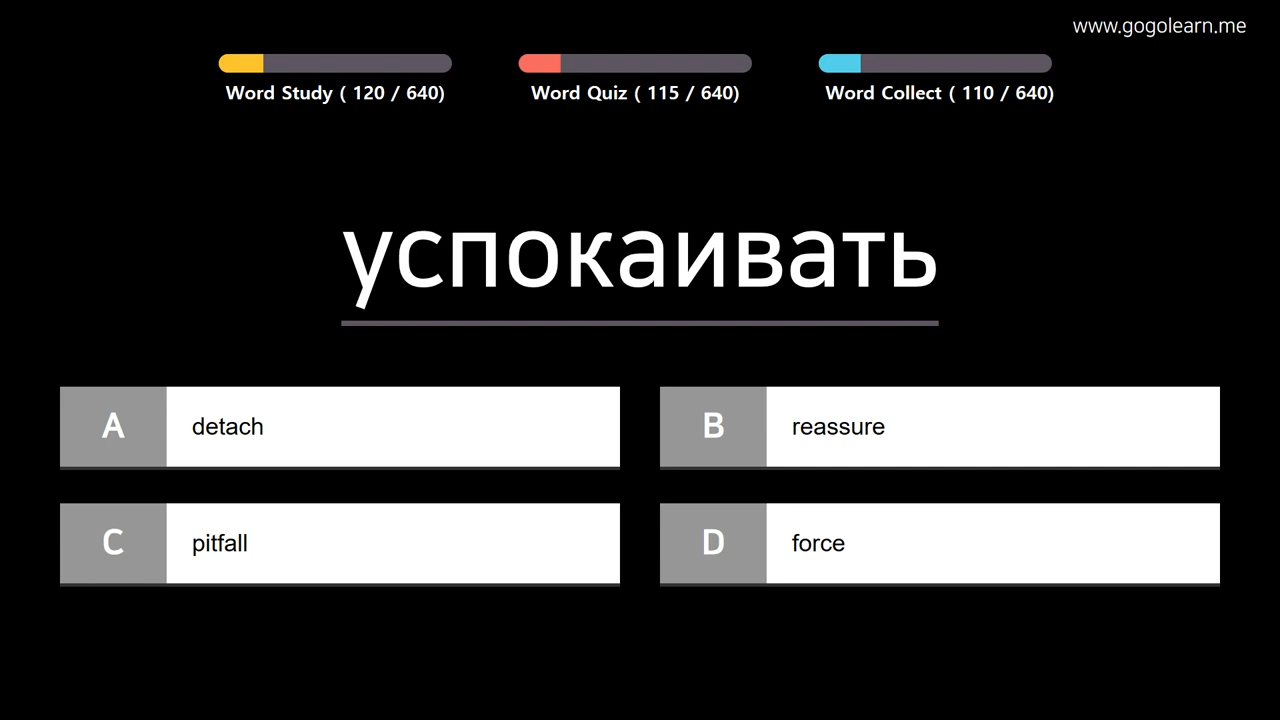 www.gogolearn.me
Word Study ( 120 / 640)
Word Quiz ( 115 / 640)
Word Collect ( 110 / 640)
успокаивать
A detach
B reassure
C pitfall
D force